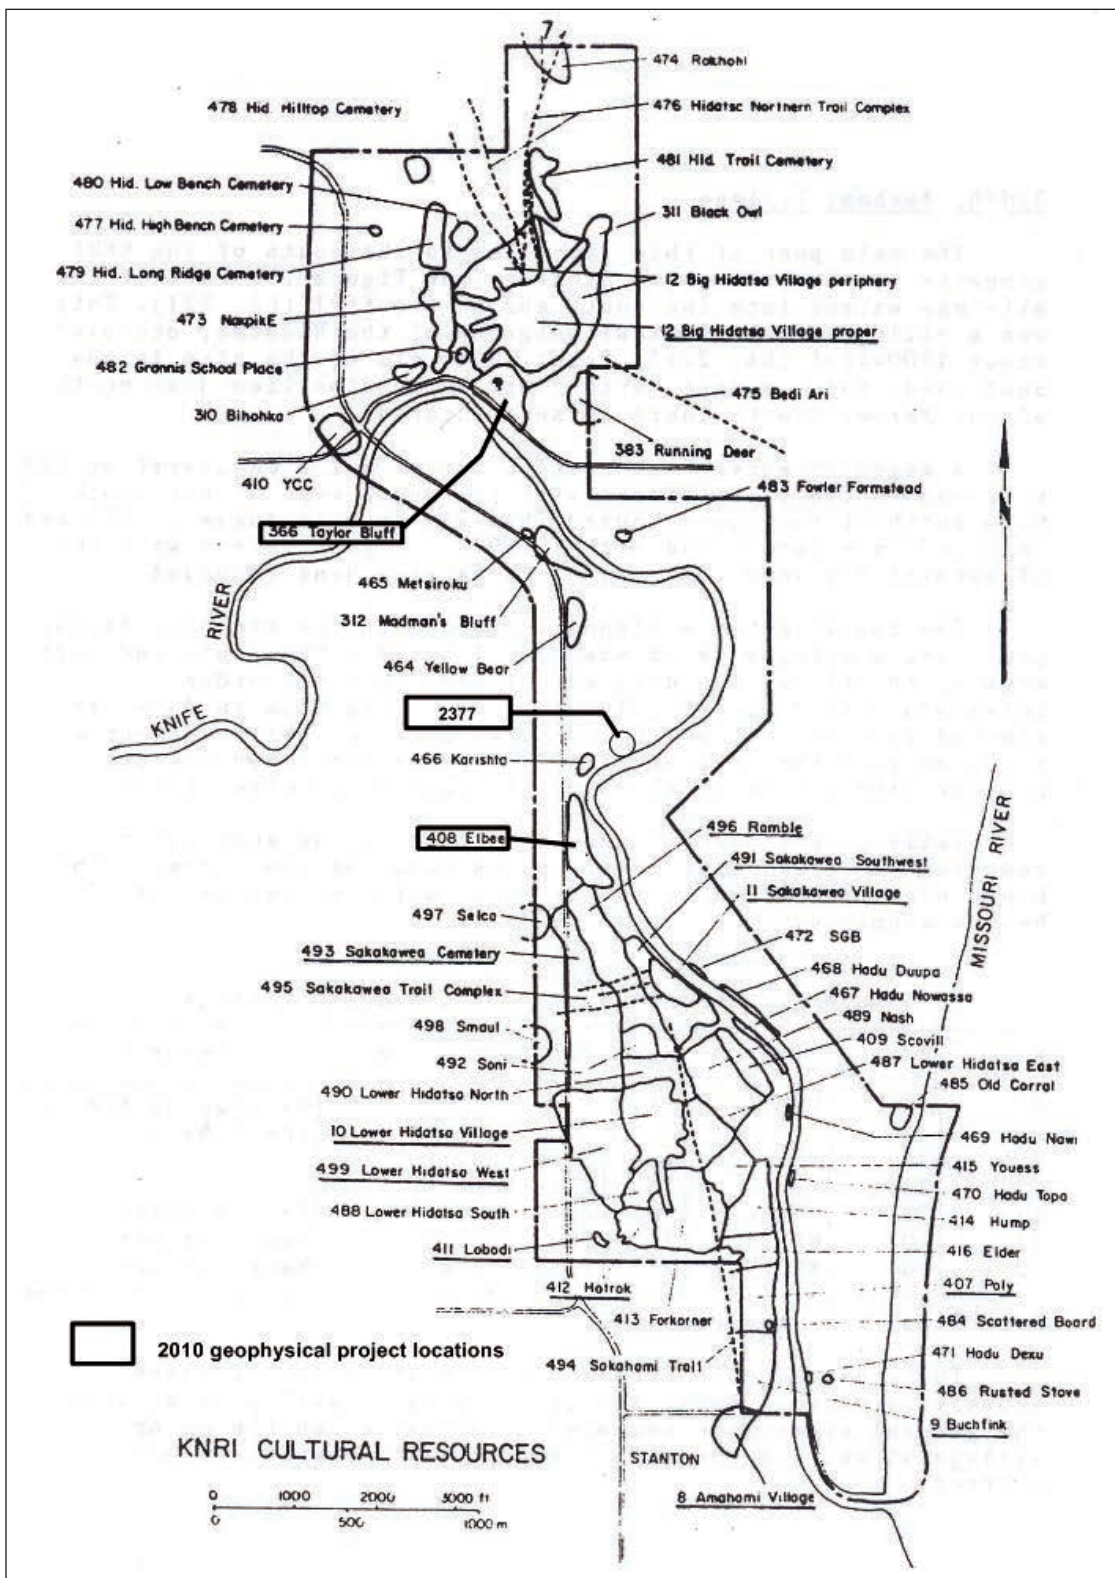 7
474 Rokhohi
478 Hid. Hilltop Cemetery
476 Hidatsc Northern Trail Complex
481 Hid. Trail Cemetery
480 Hid. Low Bench Cemetery
311 Black Owl
477 Hid. High Bench Cemetery
479 Hid. Long Ridge Cemetery
12 Big Hidatsa Village periphery
473 NakpikE
12 Big Hidatsa Village proper
482 Grannis School Place
475 Bedi Ari
310 Bihohka
383 Running Deer
410 YCC
483 Fowler Farmstead
366 Taylor Bluff
465 Metsiroku
312 Madman's Bluff
464 Yellow Bear
KNIFE RIVER
N
2377
466 Karishta
408 Elbee
496 Ramble
491 Sakakawea Southwest
11 Sakakawea Village
MISSOURI RIVER
497 Selca
472 SGB
493 Sakakawea Cemetery
468 Hadu Duupa
495 Sakakawea Trail Complex
467 Hadu Nowassa
489 Nash
498 Smaul
409 Scovill
492 Soni
487 Lower Hidatsa East
490 Lower Hidatsa North
485 Old Corral
10 Lower Hidatsa Village
469 Hadu Nawi
499 Lower Hidatsa West
415 Youess
470 Hadu Topa
488 Lower Hidatsa South
414 Hump
411 Lobodi
416 Elder
412 Hotrok
407 Poly
413 Forkorner
484 Scattered Board
2010 geophysical project locations
494 Sakahami Trail
471 Hadu Dexu
486 Rusted Stove
9 Buchfink
KNRI CULTURAL RESOURCES
STANTON
8 Amahami Village
0 1000 2000 3000 ft
0 500 1000 m